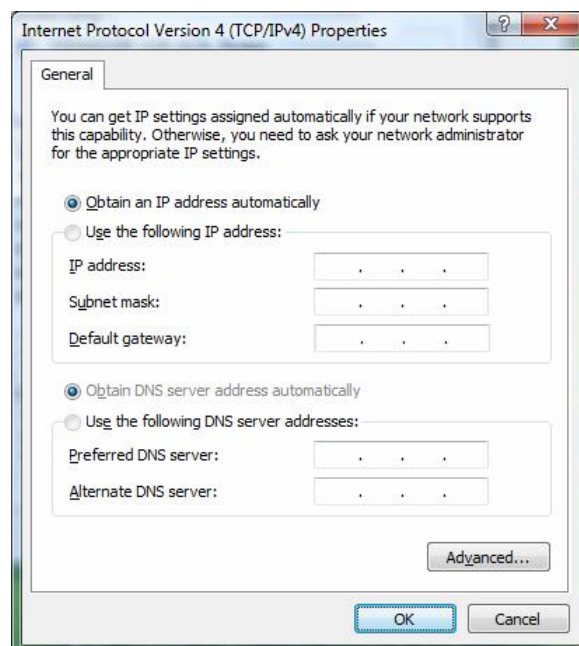 Internet Protocol Version 4 (TCP/IPv4) Properties
General
You can get IP settings assigned automatically if your network supports
this capability. Otherwise, you need to ask your network administrator
for the appropriate IP settings.
Obtain an IP address automatically
Use the following IP address:
IP address:
Subnet mask:
Default gateway:
Obtain DNS server address automatically
Use the following DNS server addresses:
Preferred DNS server:
Alternate DNS server:
Advanced...
OK Cancel